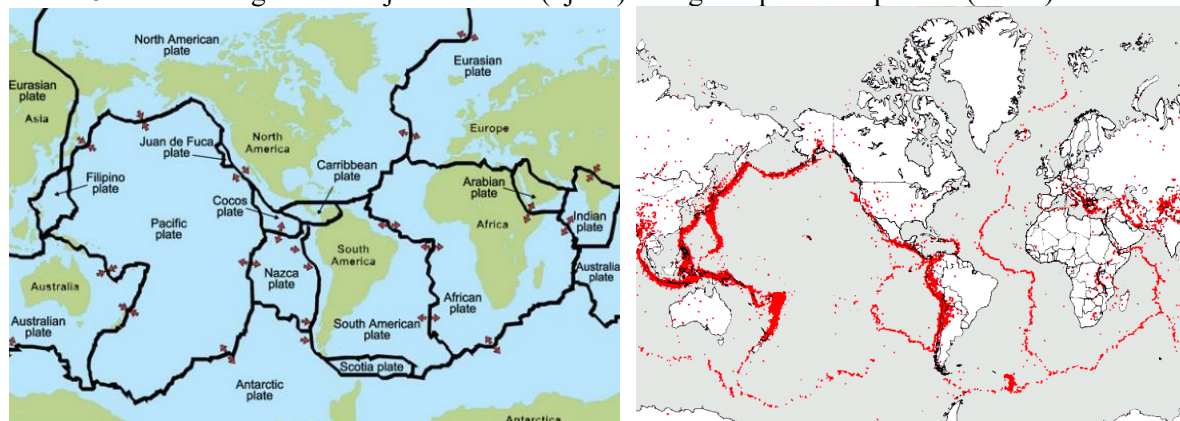 North American
plate
Eurasian
plate
Eurasian
plate
Asia
Europe
Juan de Fuca
plate
North
America
Carribbean
plate
Filipino
plate
Arabian
plate
Cocos
plate
Africa
Indian
plate
Pacific
plate
South
America
Nazca
plate
Australia
Australia
plate
African
plate
Australian
plate
South American
plate
Scotia plate
Antarctic
plate
Antarctica